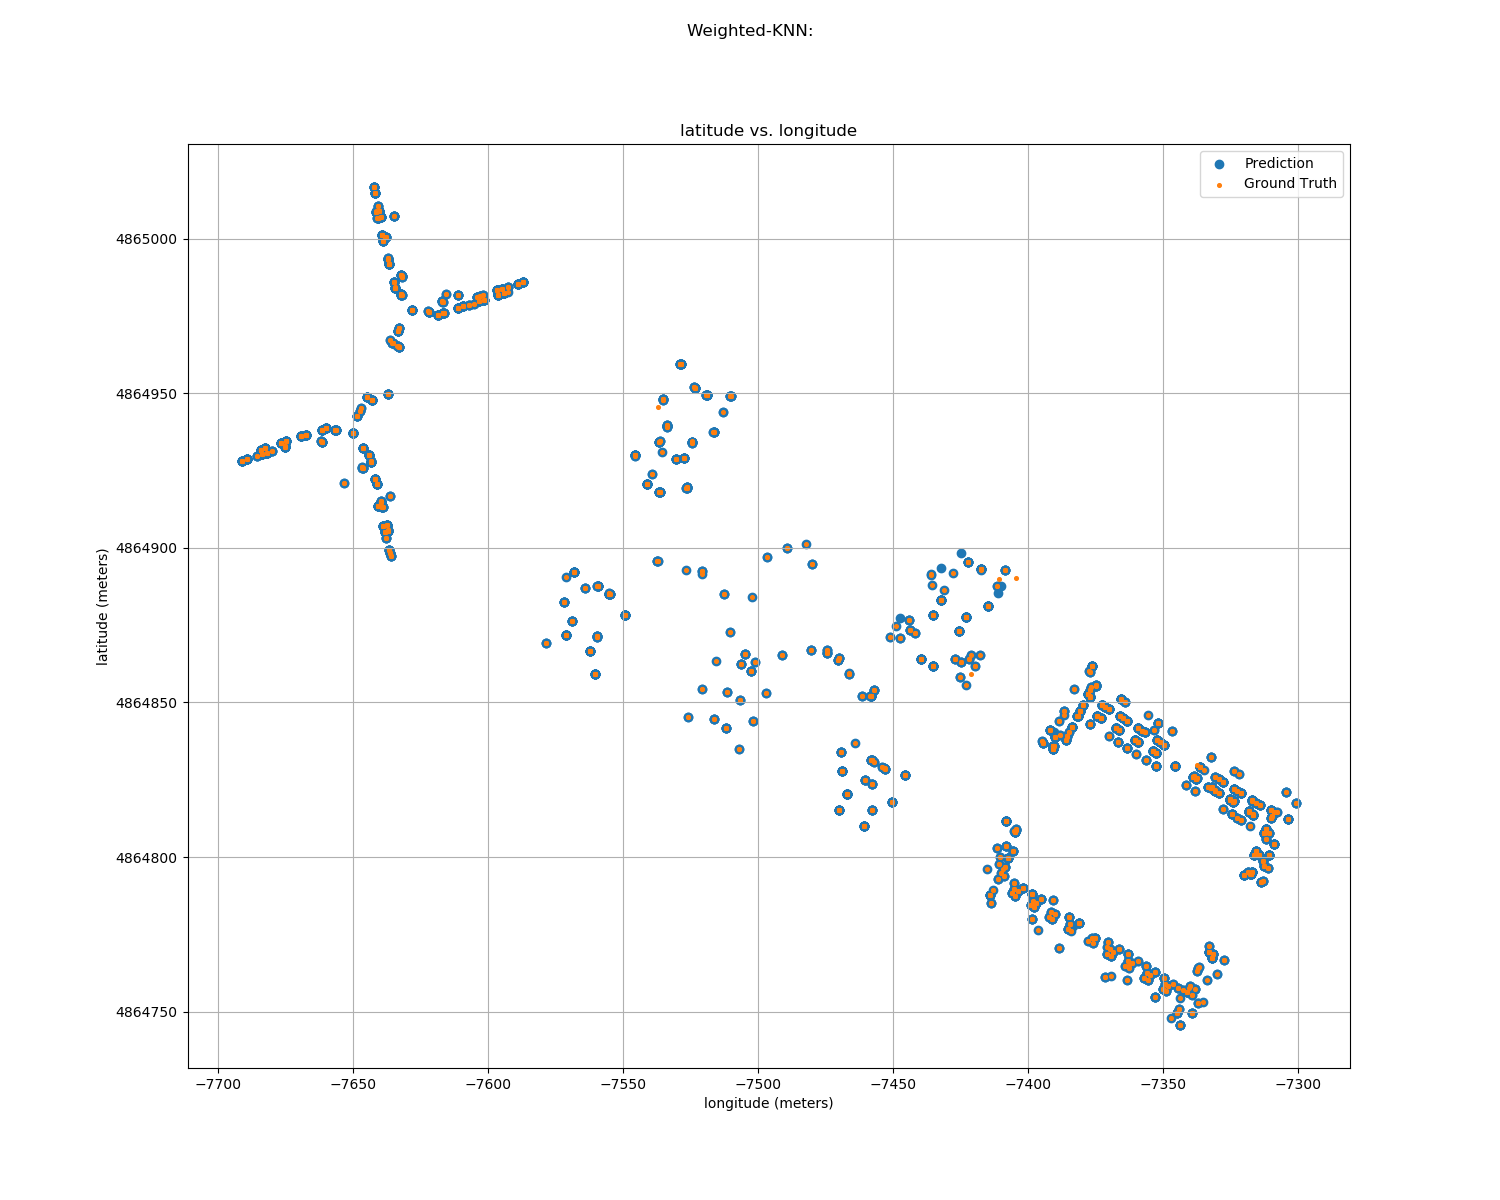 Weighted-KNN:
latitude vs. longitude
Prediction
Ground Truth
4865000
4864950
4864900
4864850
4864800
4864750
latitude (meters)
−7700 −7650 −7600 −7550 −7500 −7450 −7400 −7350 −7300
longitude (meters)